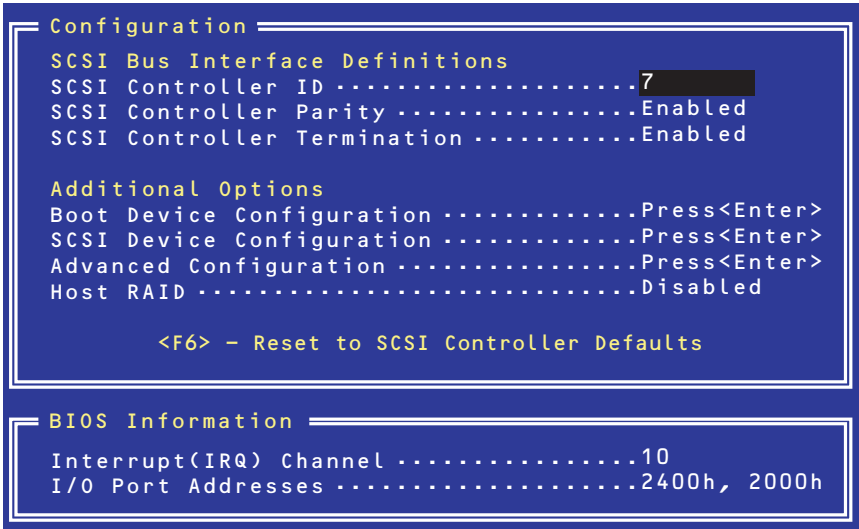 Configuration
SCSI Bus Interface Definitions
SCSI Controller ID ····················7
SCSI Controller Parity ················Enabled
SCSI Controller Termination ···········Enabled
Additional Options
Boot Device Configuration ·············Press<Enter>
SCSI Device Configuration ·············Press<Enter>
Advanced Configuration ················Press<Enter>
Host RAID ·····························Disabled
<F6> – Reset to SCSI Controller Defaults
BIOS Information
Interrupt(IRQ) Channel ················10
I/O Port Addresses ····················2400h, 2000h